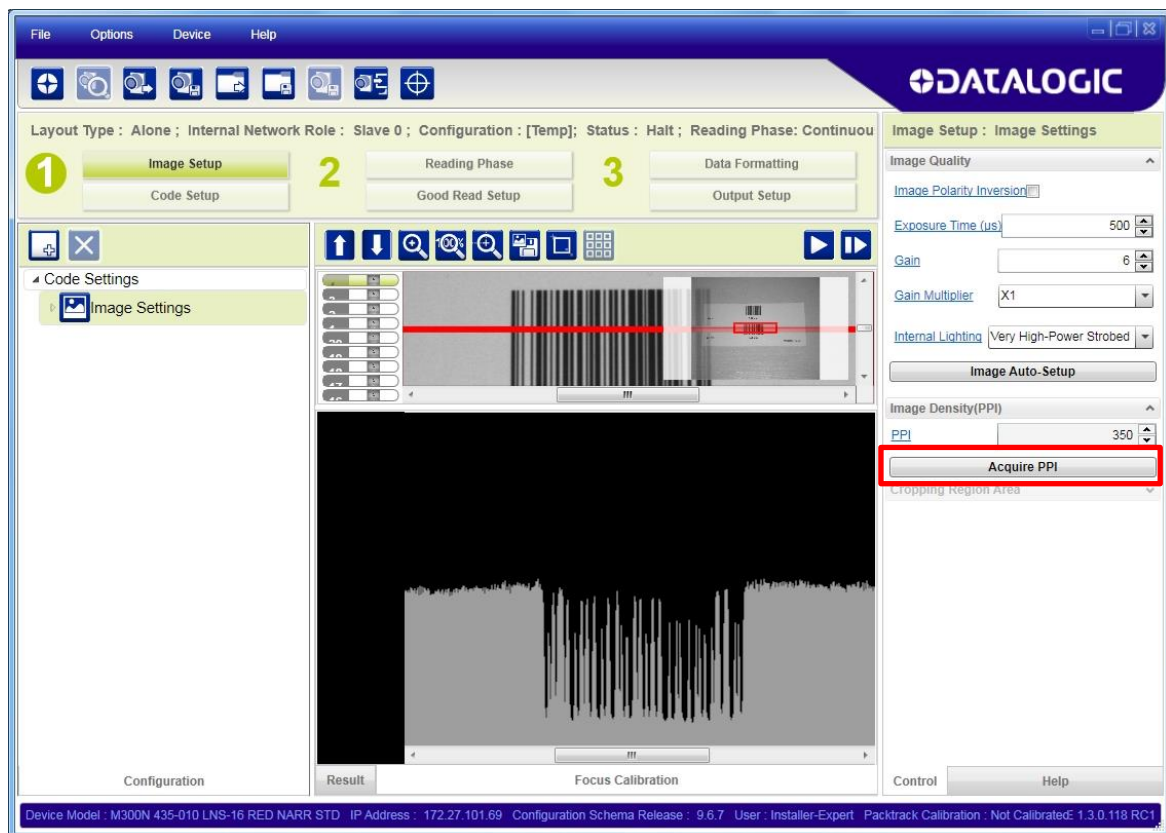 File Options Device Help
DATALOGIC
Layout Type : Alone ; Internal Network Role : Slave 0 ; Configuration : [Temp]; Status : Halt ; Reading Phase: Continuou
1 Image Setup 2 Reading Phase 3 Data Formatting
Code Setup Good Read Setup Output Setup
Image Setup : Image Settings
Image Quality
Image Polarity Inversion
Exposure Time (µs) 500
Gain 6
Gain Multiplier X1
Internal Lighting Very High-Power Strobed
Image Auto-Setup
Image Density(PPI)
PPI 350
Acquire PPI
Cropping Region Area
Code Settings
Image Settings
100%
Configuration
Result Focus Calibration
Control Help
Device Model : M300N 435-010 LNS-16 RED NARR STD IP Address : 172.27.101.69 Configuration Schema Release : 9.6.7 User : Installer-Expert Packtrack Calibration : Not Calibrated 1.3.0.118 RC1